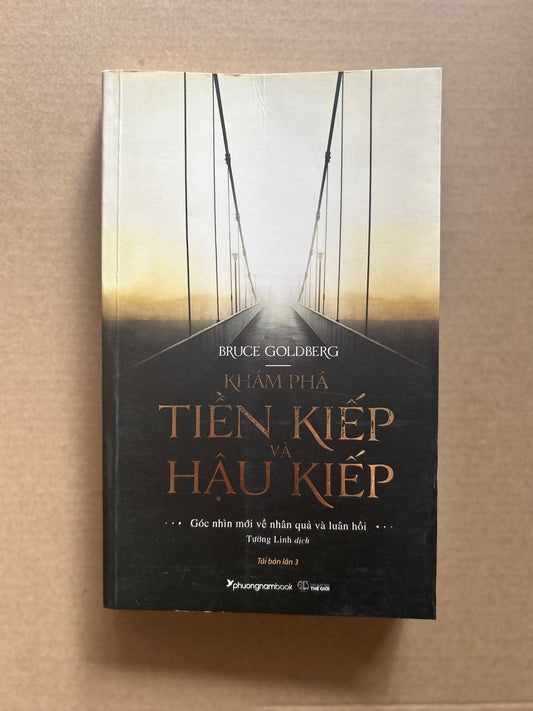 BRUCE GOLDBERG
KHÁM PHÁ
TIỀN KIẾP
VÀ
HẬU KIẾP
Góc nhìn mới về nhân quả và luân hồi
Tường Linh dịch
Tái bản lần 3
phuongnambook
THẾ GIỚI